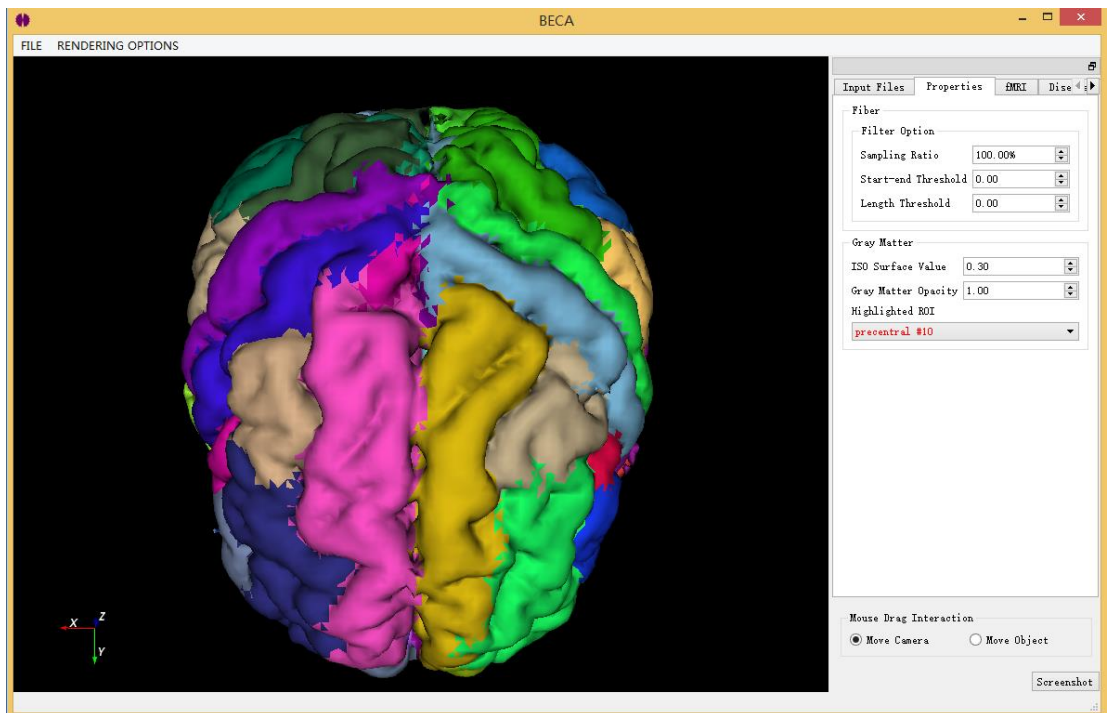 BECA
FILE RENDERING OPTIONS
Input Files Properties fMRI Dise
Fiber
Filter Option
Sampling Ratio 100.00%
Start-end Threshold 0.00
Length Threshold 0.00
Gray Matter
ISO Surface Value 0.30
Gray Matter Opacity 1.00
Highlighted ROI
precentral #10
X Z
Y
Mouse Drag Interaction
Move Camera Move Object
Screenshot